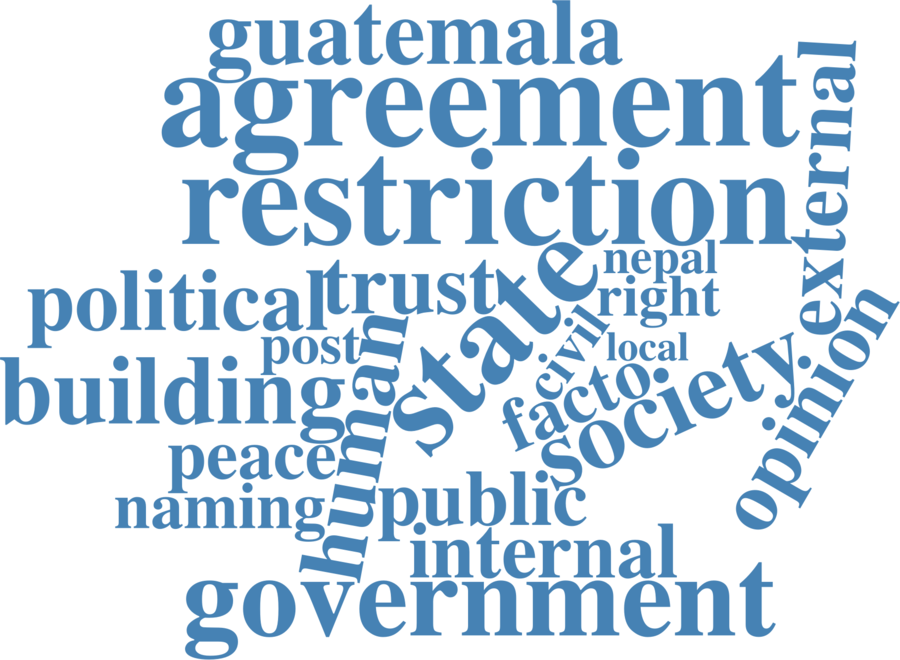 guatemala
agreement
restriction
external
nepal
trust
state
right
political
civil
post
local
opinion
building
human
facto
society
peace
naming
public
internal
government